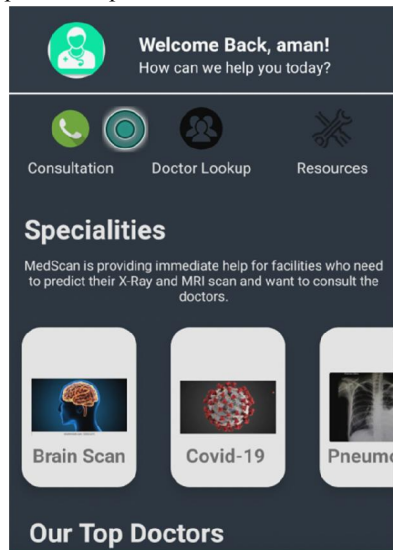 Welcome Back, aman!
How can we help you today?
Consultation
Doctor Lookup
Resources
Specialities
MedScan is providing immediate help for facilities who need
to predict their X-Ray and MRI scan and want to consult the
doctors.
Brain Scan
Covid-19
Pneumo
Our Top Doctors